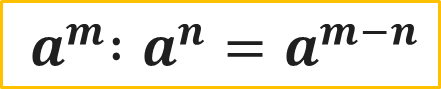 aᵐ: aⁿ = aᵐ⁻ⁿ